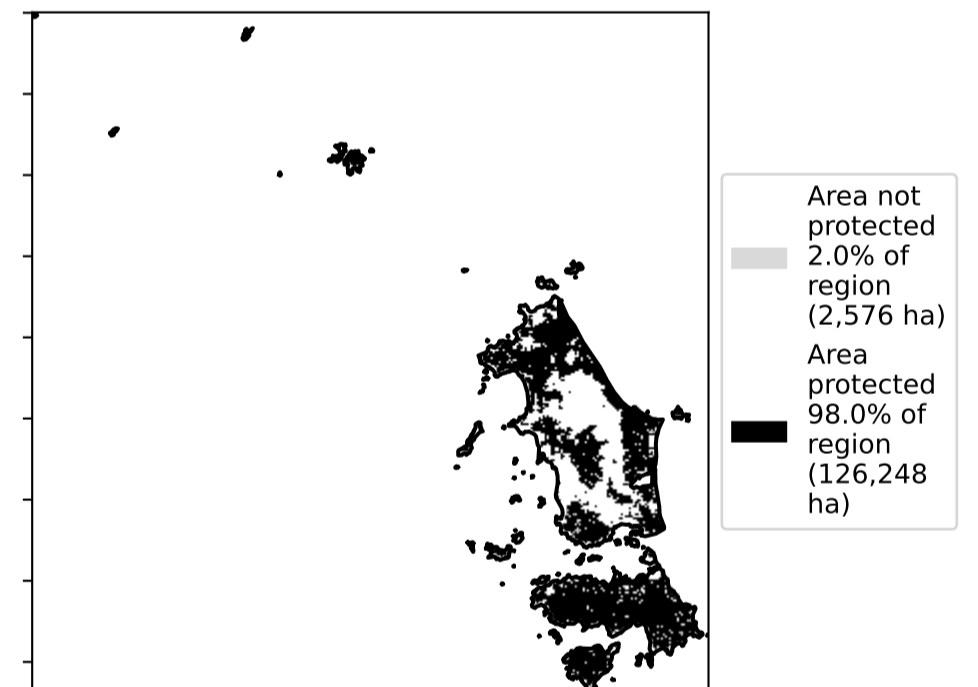 Area not
protected
2.0% of
region
(2,576 ha)
Area
protected
98.0% of
region
(126,248
ha)